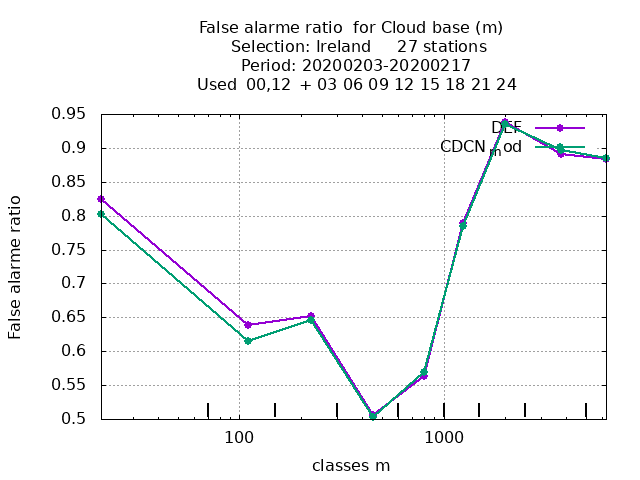 False alarme ratio  for Cloud base (m)
Selection: Ireland     27 stations
Period: 20200203-20200217
Used  00,12  + 03 06 09 12 15 18 21 24
DEF
CDCN_mod
0.95
0.9
0.85
0.8
0.75
0.7
0.65
0.6
0.55
0.5
False alarme ratio
100 1000
classes m